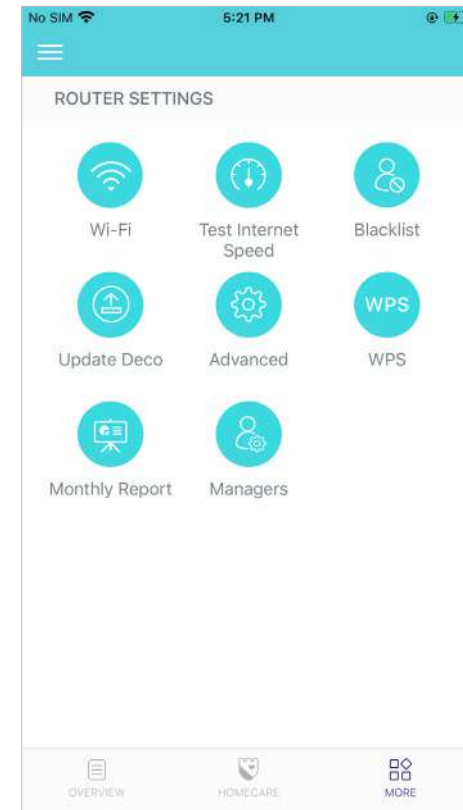 No SIM 5:21 PM
ROUTER SETTINGS
Wi-Fi
Test Internet
Speed
Blacklist
WPS
Update Deco
Advanced
WPS
Monthly Report
Managers
OVERVIEW
HOMECARE
MORE